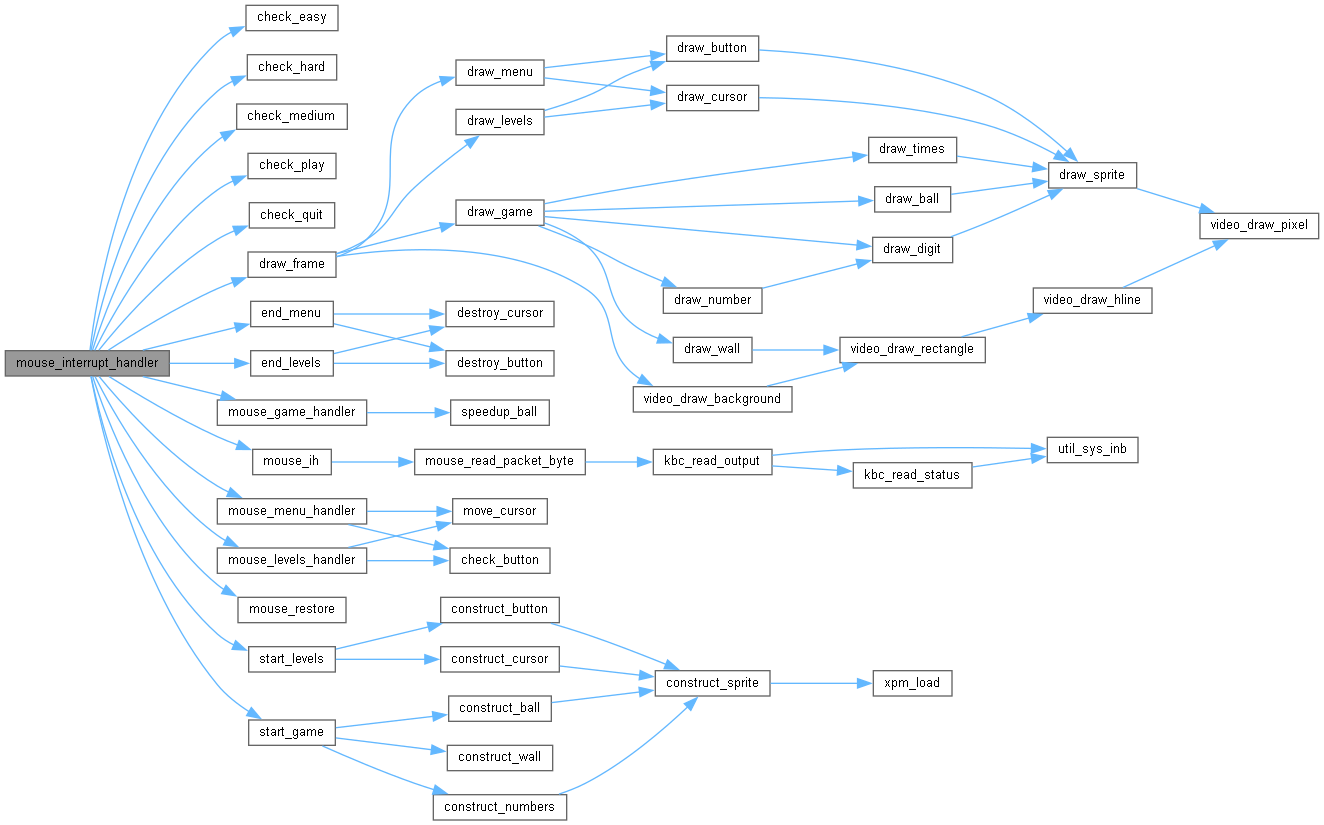 mouse_interrupt_handler
check_easy
check_hard
check_medium
check_play
check_quit
draw_frame
end_menu
end_levels
mouse_game_handler
mouse_ih
mouse_menu_handler
mouse_levels_handler
mouse_restore
start_levels
start_game
draw_menu
draw_levels
draw_game
destroy_cursor
destroy_button
speedup_ball
mouse_read_packet_byte
move_cursor
check_button
construct_button
construct_cursor
construct_ball
construct_wall
construct_numbers
draw_button
draw_cursor
draw_number
draw_wall
video_draw_background
kbc_read_output
construct_sprite
draw_times
draw_ball
draw_digit
video_draw_rectangle
kbc_read_status
xpm_load
draw_sprite
video_draw_hline
util_sys_inb
video_draw_pixel